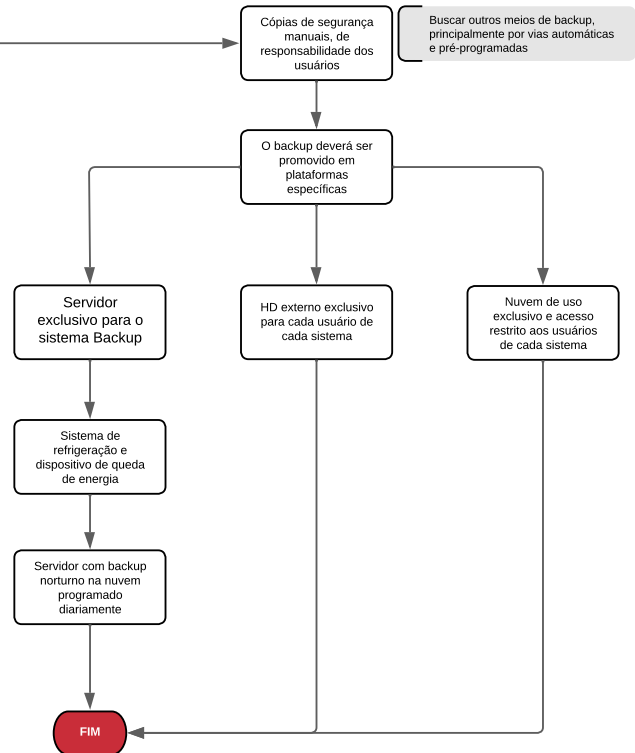 Cópias de segurança
manuais, de
responsabilidade dos
usuários
Buscar outros meios de backup,
principalmente por vias automáticas
e pré-programadas
O backup deverá ser
promovido em
plataformas
específicas
Servidor
exclusivo para o
sistema Backup
HD externo exclusivo
para cada usuário de
cada sistema
Nuvem de uso
exclusivo e acesso
restrito aos usuários
de cada sistema
Sistema de
refrigeração e
dispositivo de queda
de energia
Servidor com backup
norturno na nuvem
programado
diariamente
FIM